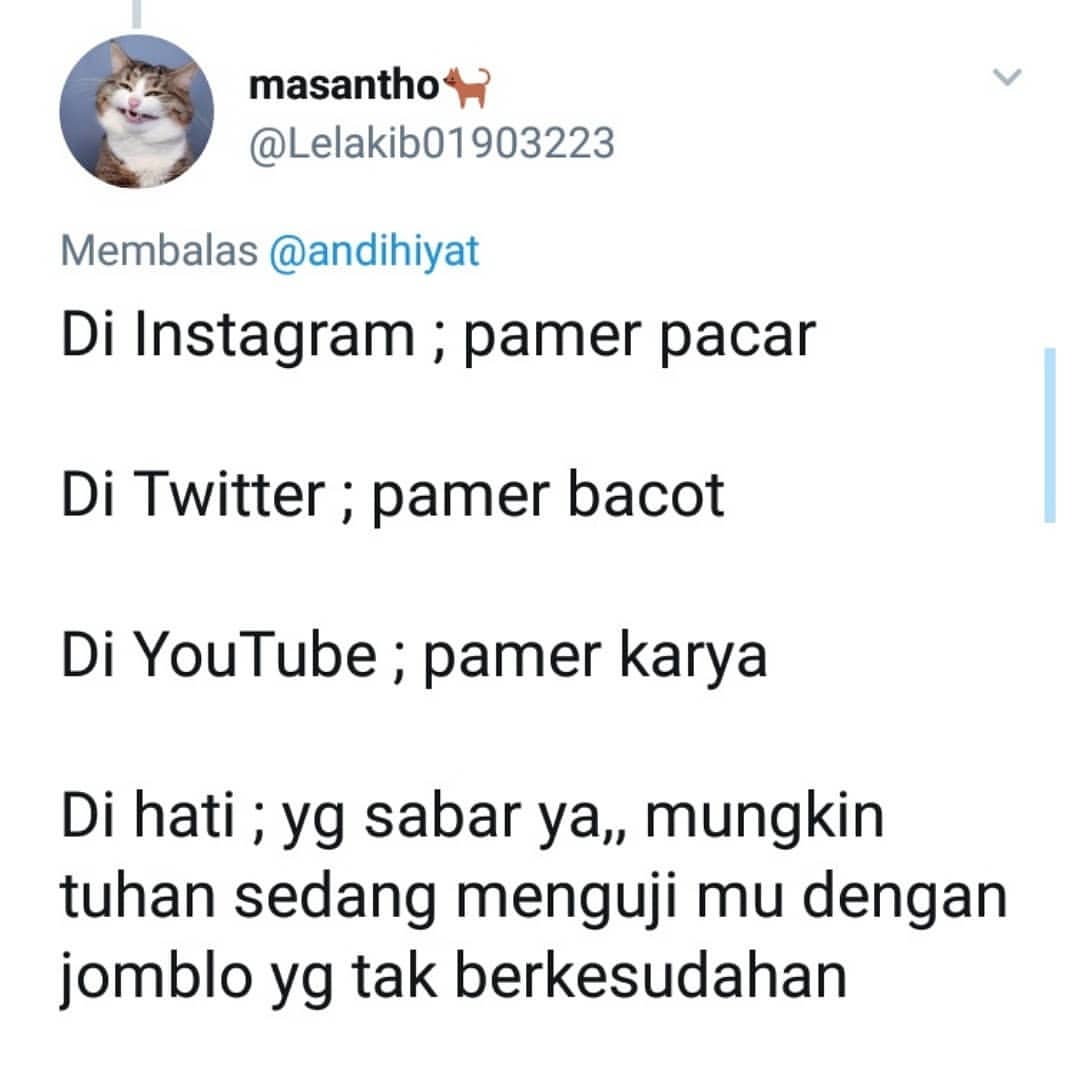 masantho🐕
@Lelakib01903223
Membalas @andihiyat
Di Instagram ; pamer pacar
Di Twitter ; pamer bacot
Di YouTube ; pamer karya
Di hati ; yg sabar ya,, mungkin
tuhan sedang menguji mu dengan
jomblo yg tak berkesudahan